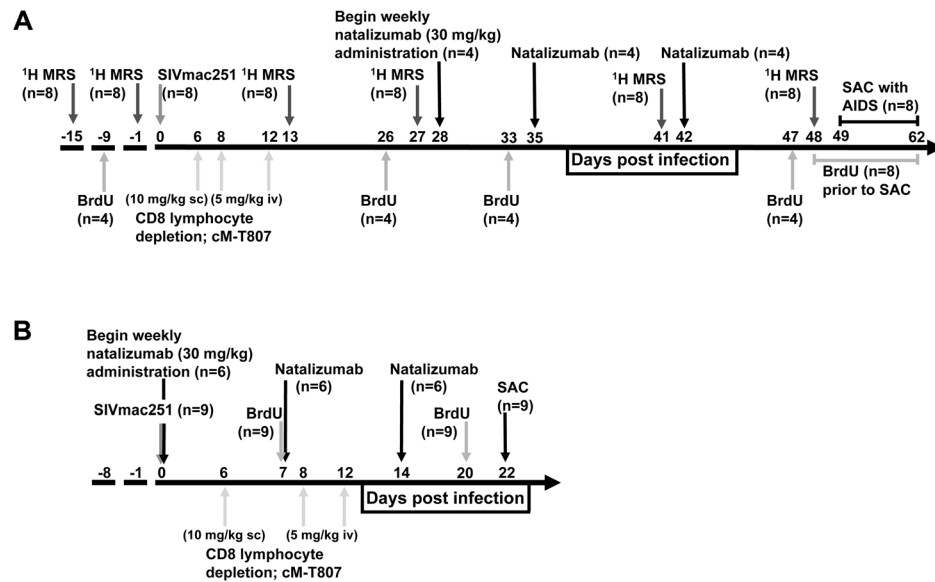 A
Begin weekly
natalizumab (30 mg/kg)
administration (n=4)
Natalizumab (n=4)
Natalizumab (n=4)
¹H MRS
(n=8)
¹H MRS
(n=8)
SIVmac251
(n=8)
¹H MRS
(n=8)
¹H MRS
(n=8)
¹H MRS
(n=8)
¹H MRS
(n=8)
SAC with
AIDS (n=8)
-15 -9 -1 0 6 8 12 13 26 27 28 33 35 41 42 47 48 49 62
Days post infection
BrdU
(n=4)
(10 mg/kg sc) (5 mg/kg iv)
CD8 lymphocyte
depletion; cM-T807
BrdU
(n=4)
BrdU
(n=4)
BrdU
(n=4)
BrdU (n=8)
prior to SAC
B
Begin weekly
natalizumab (30 mg/kg)
administration (n=6)
SIVmac251 (n=9)
Natalizumab
(n=6)
BrdU
(n=9)
Natalizumab
(n=6)
BrdU
(n=9)
SAC
(n=9)
-8 -1 0 6 7 8 12 14 20 22
Days post infection
(10 mg/kg sc) (5 mg/kg iv)
CD8 lymphocyte
depletion; cM-T807